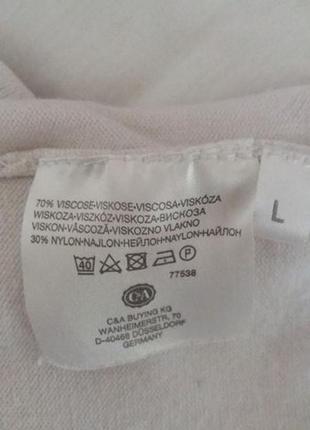 70% VISCOSE-VISKOSE-VISCOSA-VISKÓZA
WISKOZA-VISZKÓZ-VISKOZA-ВИСКОЗА
VISKON-VÂSCOZĂ-VISKOZNO VLAKNO
30% NYLON-NAJLON-НЕЙЛОН-NAYLON-НАЙЛОН
L
40
P
77538
C&A
C&A BUYING KG
WANHEIMERSTR, 70
D-40468 DÜSSELDORF
GERMANY